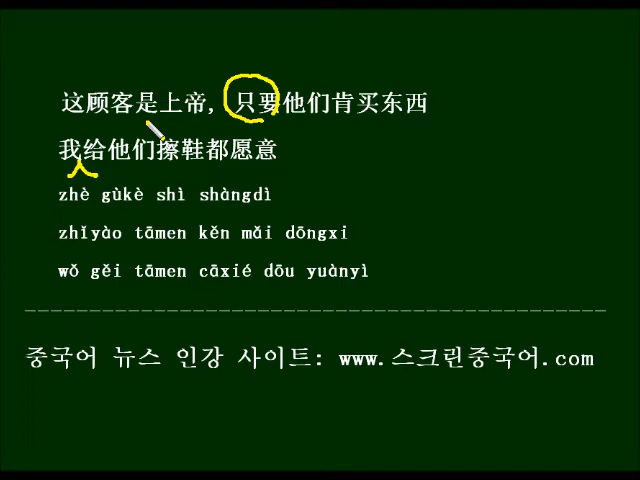 这顾客是上帝, 只要他们肯买东西
我给他们擦鞋都愿意
zhè gùkè shì shàngdì
zhǐyào tāmen kěn mǎi dōngxi
wǒ gěi tāmen cāxié dōu yuànyì
중국어 뉴스 인강 사이트: www.스크린중국어.com